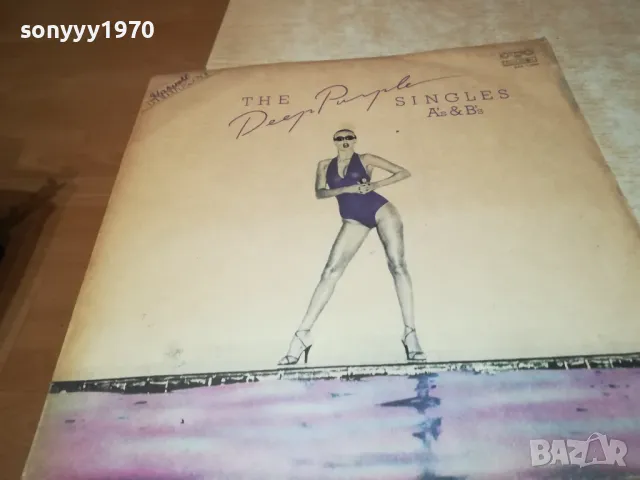 sonyyy1970
THE Deep Purple SINGLES
A's & B's
BAZAR